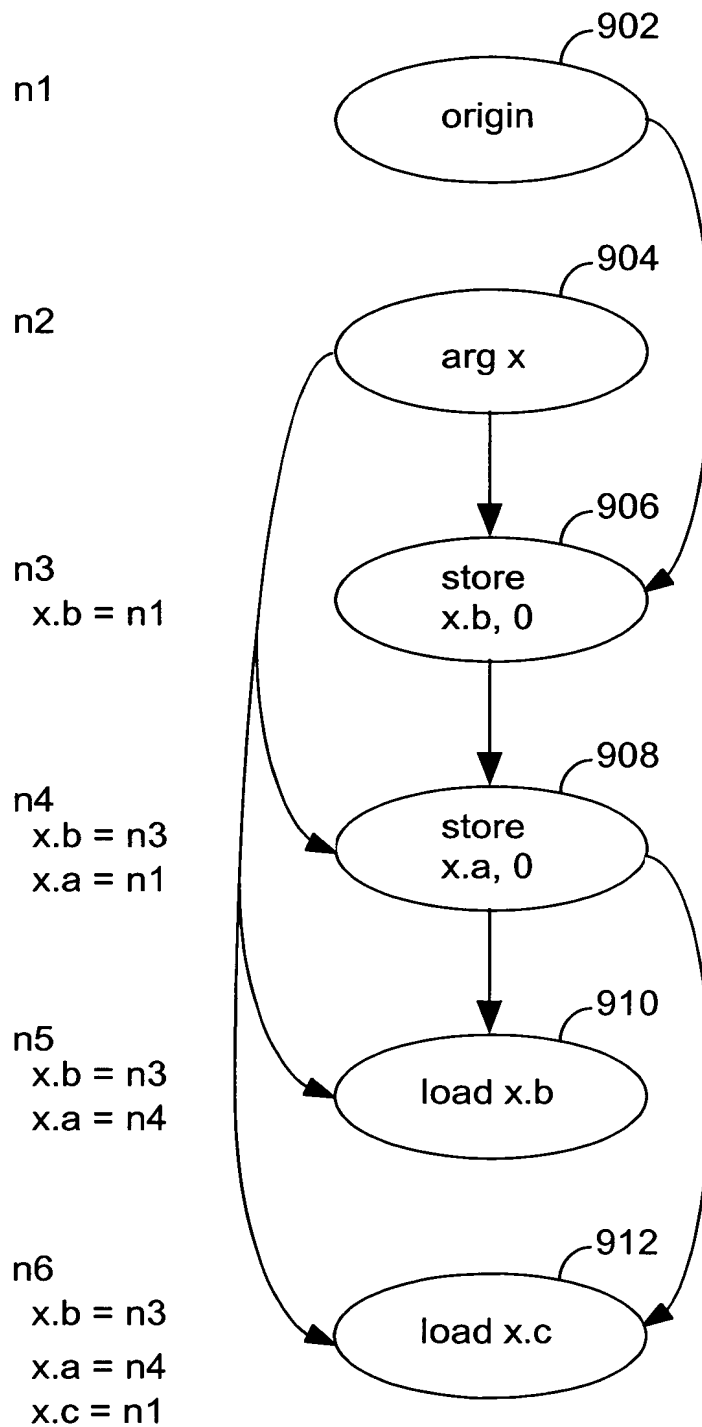 902
n1
origin
904
n2
arg x
906
n3
store
x.b = n1
x.b, 0
908
n4
store
x.b = n3
x.a, 0
x.a = n1
910
n5
x.b = n3
load x.b
x.a = n4
912
n6
x.b = n3
load x.c
x.a = n4
x.c = n1